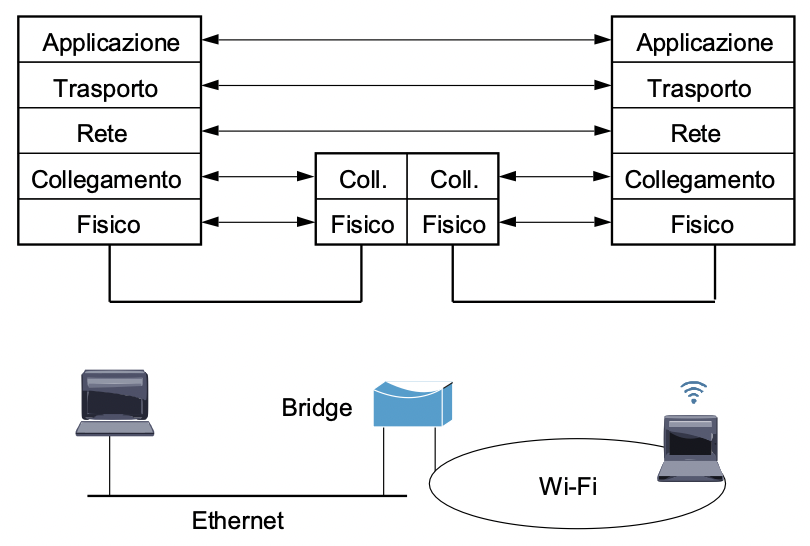 Applicazione
Applicazione
Trasporto
Trasporto
Rete
Rete
Collegamento
Coll.
Coll.
Collegamento
Fisico
Fisico
Fisico
Fisico
Bridge
Wi-Fi
Ethernet